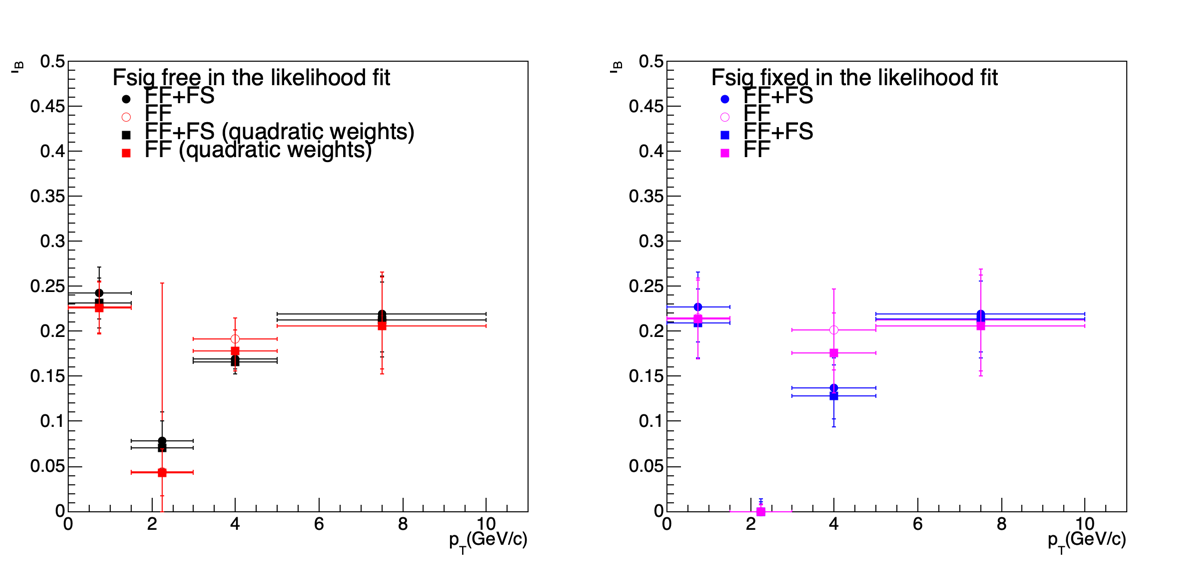 0.5
0.45
0.4
0.35
0.3
0.25
0.2
0.15
0.1
0.05
0
Fsig free in the likelihood fit
FF+FS
FF
FF+FS (quadratic weights)
FF (quadratic weights)
0 2 4 6 8 10
pT(GeV/c)
0.5
0.45
0.4
0.35
0.3
0.25
0.2
0.15
0.1
0.05
0
Fsig fixed in the likelihood fit
FF+FS
FF
FF+FS
FF
0 2 4 6 8 10
pT(GeV/c)